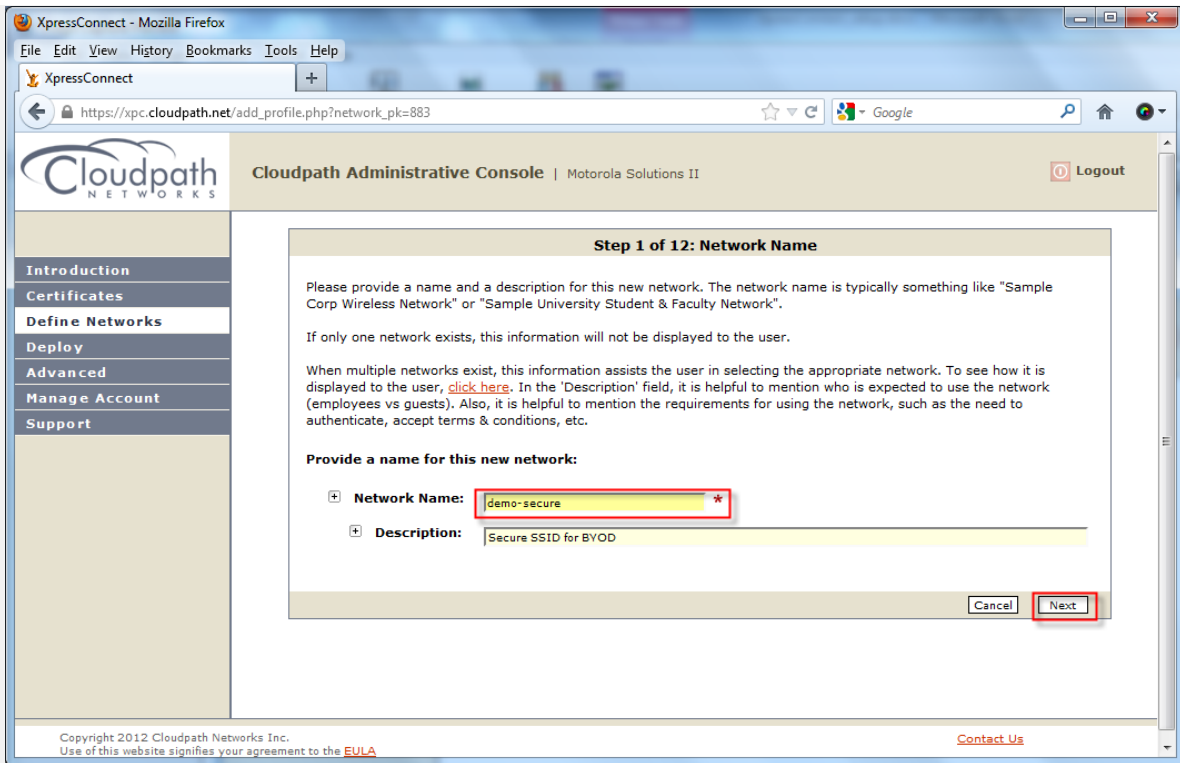 XpressConnect - Mozilla Firefox
File Edit View History Bookmarks Tools Help
XpressConnect
+
https://xpc.cloudpath.net/add_profile.php?network_pk=883
Google
Cloudpath
NETWORKS
Cloudpath Administrative Console | Motorola Solutions II
Logout
Introduction
Certificates
Define Networks
Deploy
Advanced
Manage Account
Support
Step 1 of 12: Network Name
Please provide a name and a description for this new network. The network name is typically something like "Sample
Corp Wireless Network" or "Sample University Student & Faculty Network".
If only one network exists, this information will not be displayed to the user.
When multiple networks exist, this information assists the user in selecting the appropriate network. To see how it is
displayed to the user, click here. In the 'Description' field, it is helpful to mention who is expected to use the network
(employees vs guests). Also, it is helpful to mention the requirements for using the network, such as the need to
authenticate, accept terms & conditions, etc.
Provide a name for this new network:
Network Name: demo-secure *
Description: Secure SSID for BYOD
Cancel Next
Copyright 2012 Cloudpath Networks Inc.
Use of this website signifies your agreement to the EULA
Contact Us